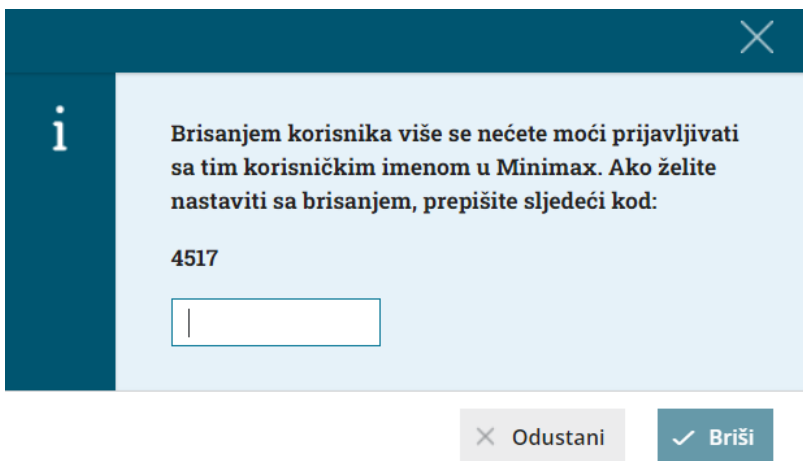 Brisanjem korisnika više se nećete moći prijavljivati
sa tim korisničkim imenom u Minimax. Ako želite
nastaviti sa brisanjem, prepišite sljedeći kod:
4517
Odustani
Briši